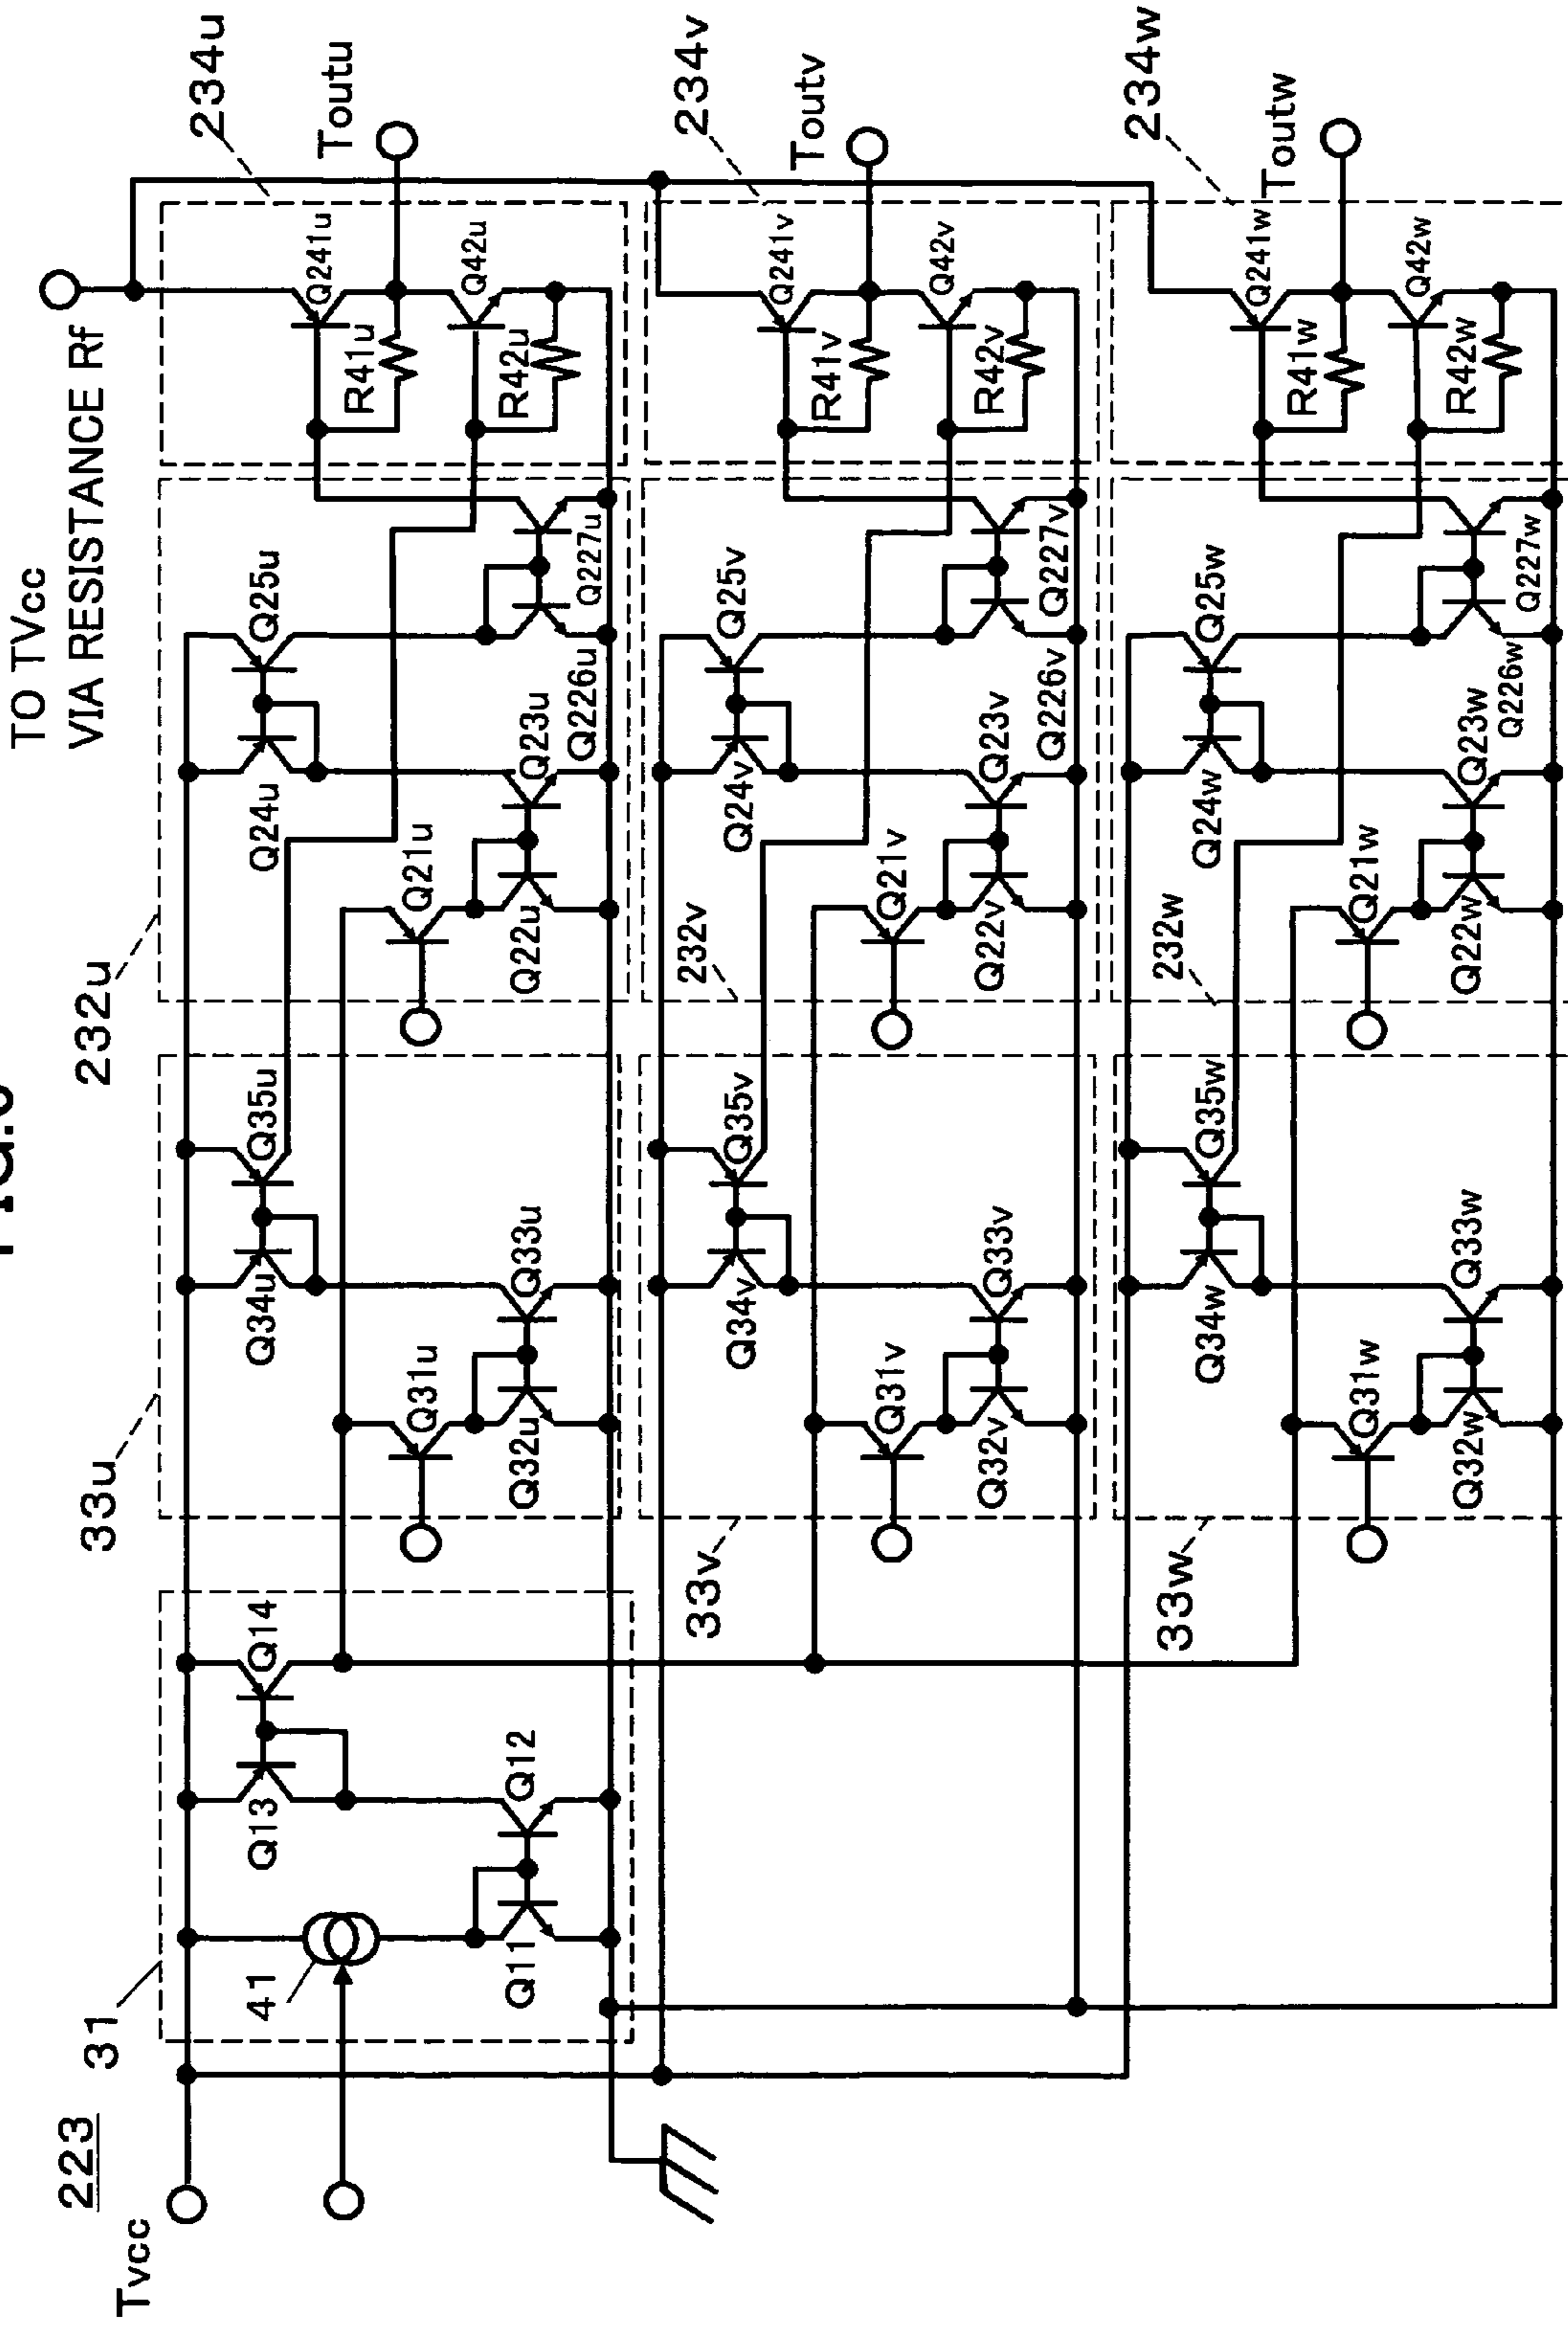 TO TVcc
VIA RESISTANCE Rf
223
Tvcc
31
41
Q11
Q12
Q13
Q14
33u
Q31u
Q32u
Q33u
Q34u
Q35u
232u
Q21u
Q22u
Q23u
Q24u
Q25u
Q226u
Q227u
234u
Q241u
R41u
Q42u
R42u
Toutu
33v
Q31v
Q32v
Q33v
Q34v
Q35v
232v
Q21v
Q22v
Q23v
Q24v
Q25v
Q226v
Q227v
234v
Q241v
R41v
Q42v
R42v
Toutv
33w
Q31w
Q32w
Q33w
Q34w
Q35w
232w
Q21w
Q22w
Q23w
Q24w
Q25w
Q226w
Q227w
234w
Q241w
R41w
Q42w
R42w
Toutw